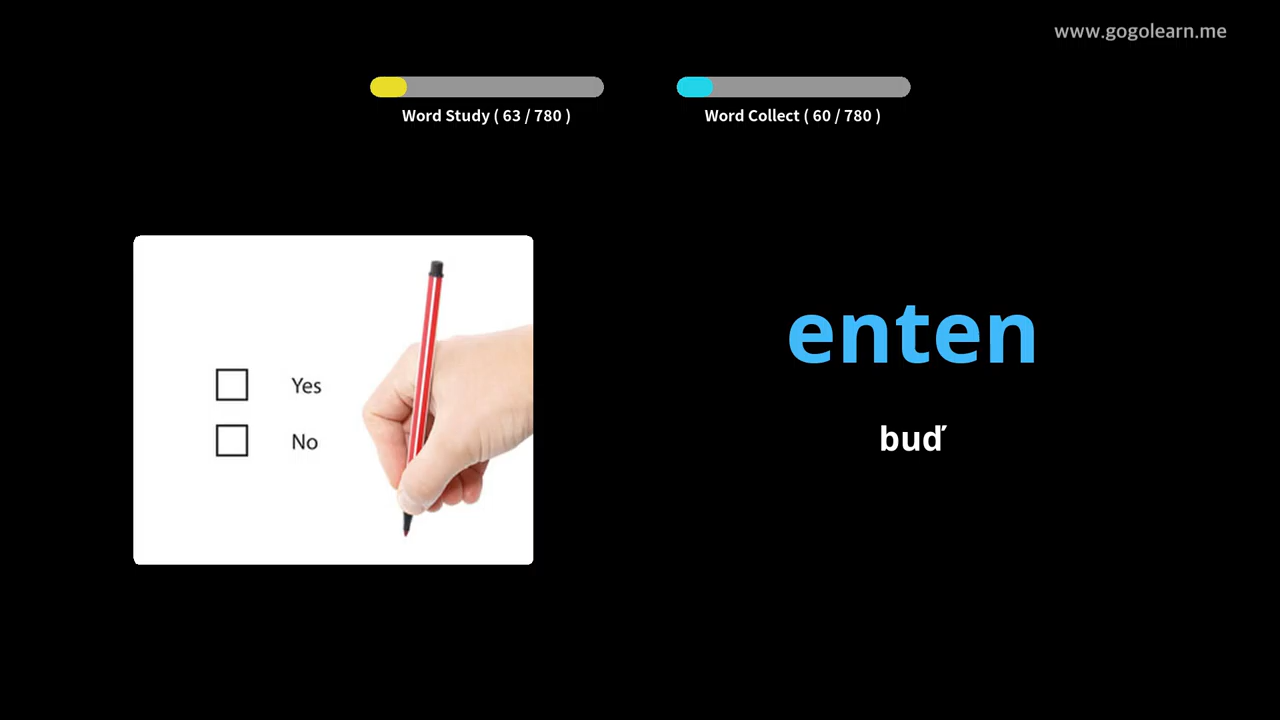 www.gogolearn.me
Word Study ( 63 / 780 )
Word Collect ( 60 / 780 )
enten
buď
Yes
No